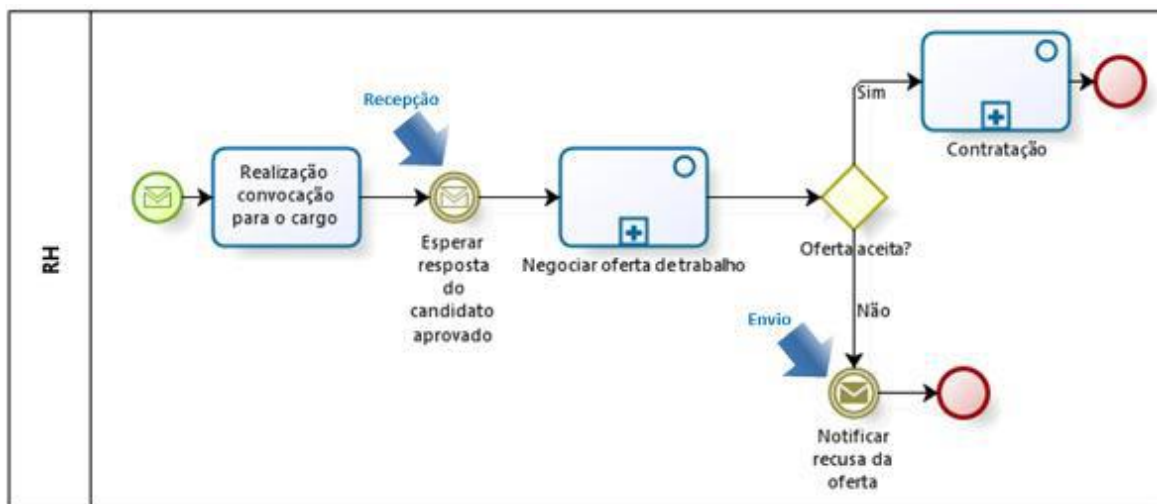 RH
Realização
convocação
para o cargo
Recepção
Esperar
resposta
do
candidato
aprovado
Negociar oferta de trabalho
Oferta aceita?
Sim
Contratação
Não
Envio
Notificar
recusa da
oferta